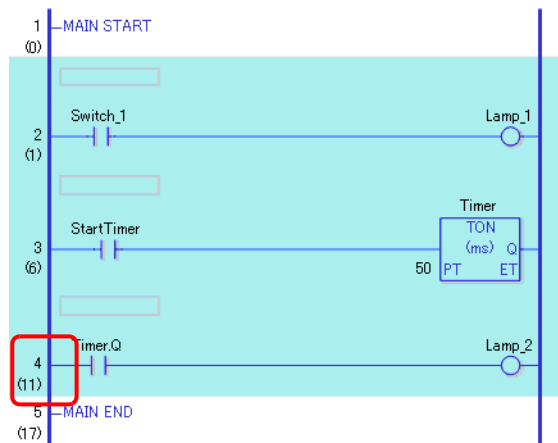 1 MAIN START
(0)
Switch_1 Lamp_1
2
(1)
Timer
StartTimer TON
3 (ms) Q
(6) 50 PT ET
Timer.Q Lamp_2
4
(11)
5 MAIN END
(17)